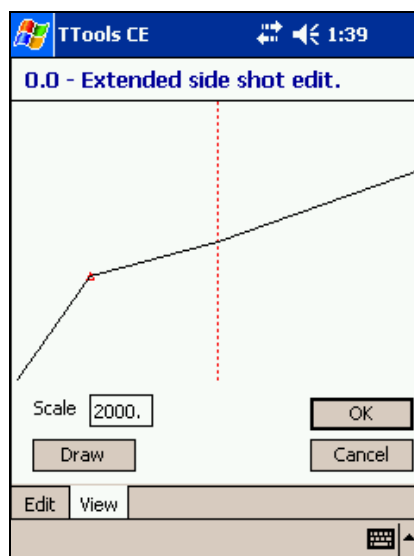 TTools CE 1:39
0.0 - Extended side shot edit.
Scale 2000. OK
Draw Cancel
Edit View